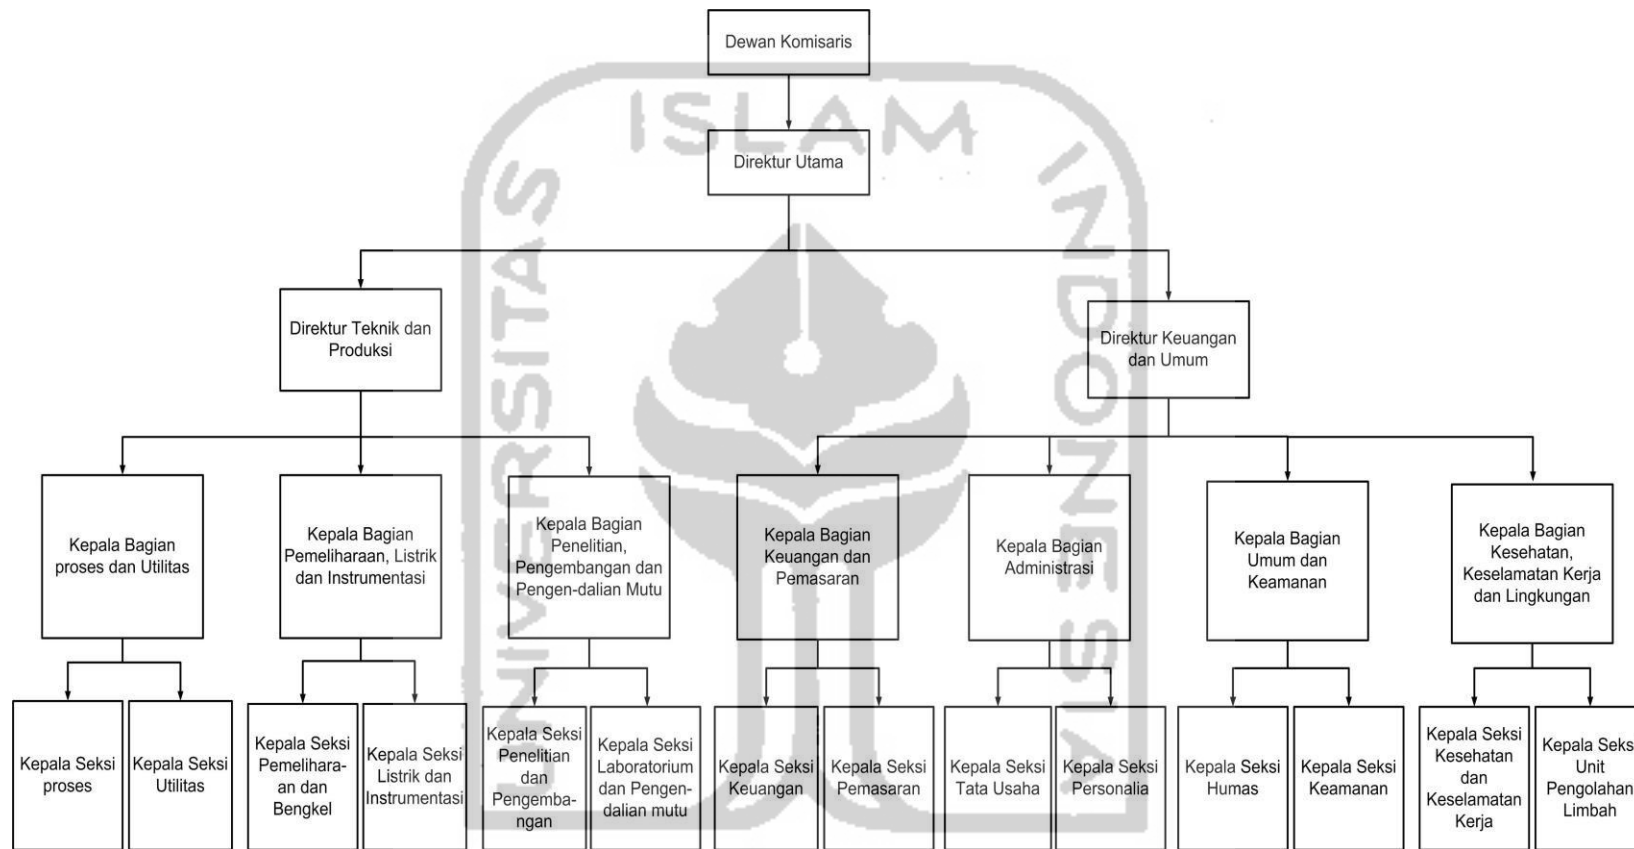 Dewan Komisaris
ISLAM
UNIVERSITAS
INDONESIA
Direktur Utama
Direktur Teknik dan
Produksi
Direktur Keuangan
dan Umum
Kepala Bagian
proses dan Utilitas
Kepala Bagian
Pemeliharaan, Listrik
dan Instrumentasi
Kepala Bagian
Penelitian,
Pengembangan dan
Pengen-dalian Mutu
Kepala Bagian
Keuangan dan
Pemasaran
Kepala Bagian
Administrasi
Kepala Bagian
Umum dan
Keamanan
Kepala Bagian
Kesehatan,
Keselamatan Kerja
dan Lingkungan
Kepala Seksi
proses
Kepala Seksi
Utilitas
Kepala Seksi
Pemelihara-
an dan
Bengkel
Kepala Seksi
Listrik dan
Instrumentasi
Kepala Seksi
Penelitian
dan
Pengemba-
ngan
Kepala Seksi
Laboratorium
dan Pengen-
dalian mutu
Kepala Seksi
Keuangan
Kepala Seksi
Pemasaran
Kepala Seksi
Tata Usaha
Kepala Seksi
Personalia
Kepala Seksi
Humas
Kepala Seksi
Keamanan
Kepala Seksi
Kesehatan
dan
Keselamatan
Kerja
Kepala Seksi
Unit
Pengolahan
Limbah